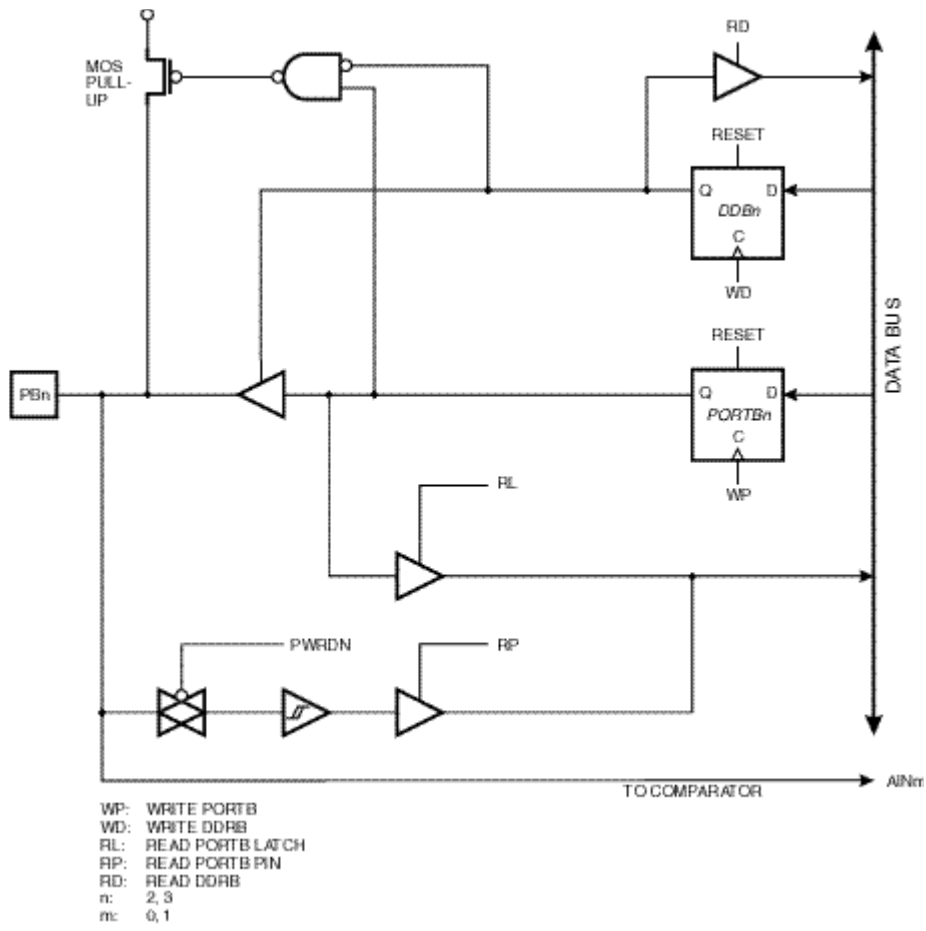 RD
MOS
PULL-
UP
RESET
Q
D
DDBn
C
WD
DATA BUS
RESET
PBn
Q
D
PORTBn
C
WP
RL
PWRDN
RP
TO COMPARATOR
AINm
WP: WRITE PORTB
WD: WRITE DDRB
RL: READ PORTB LATCH
RP: READ PORTB PIN
RD: READ DDRB
n: 2, 3
m: 0, 1